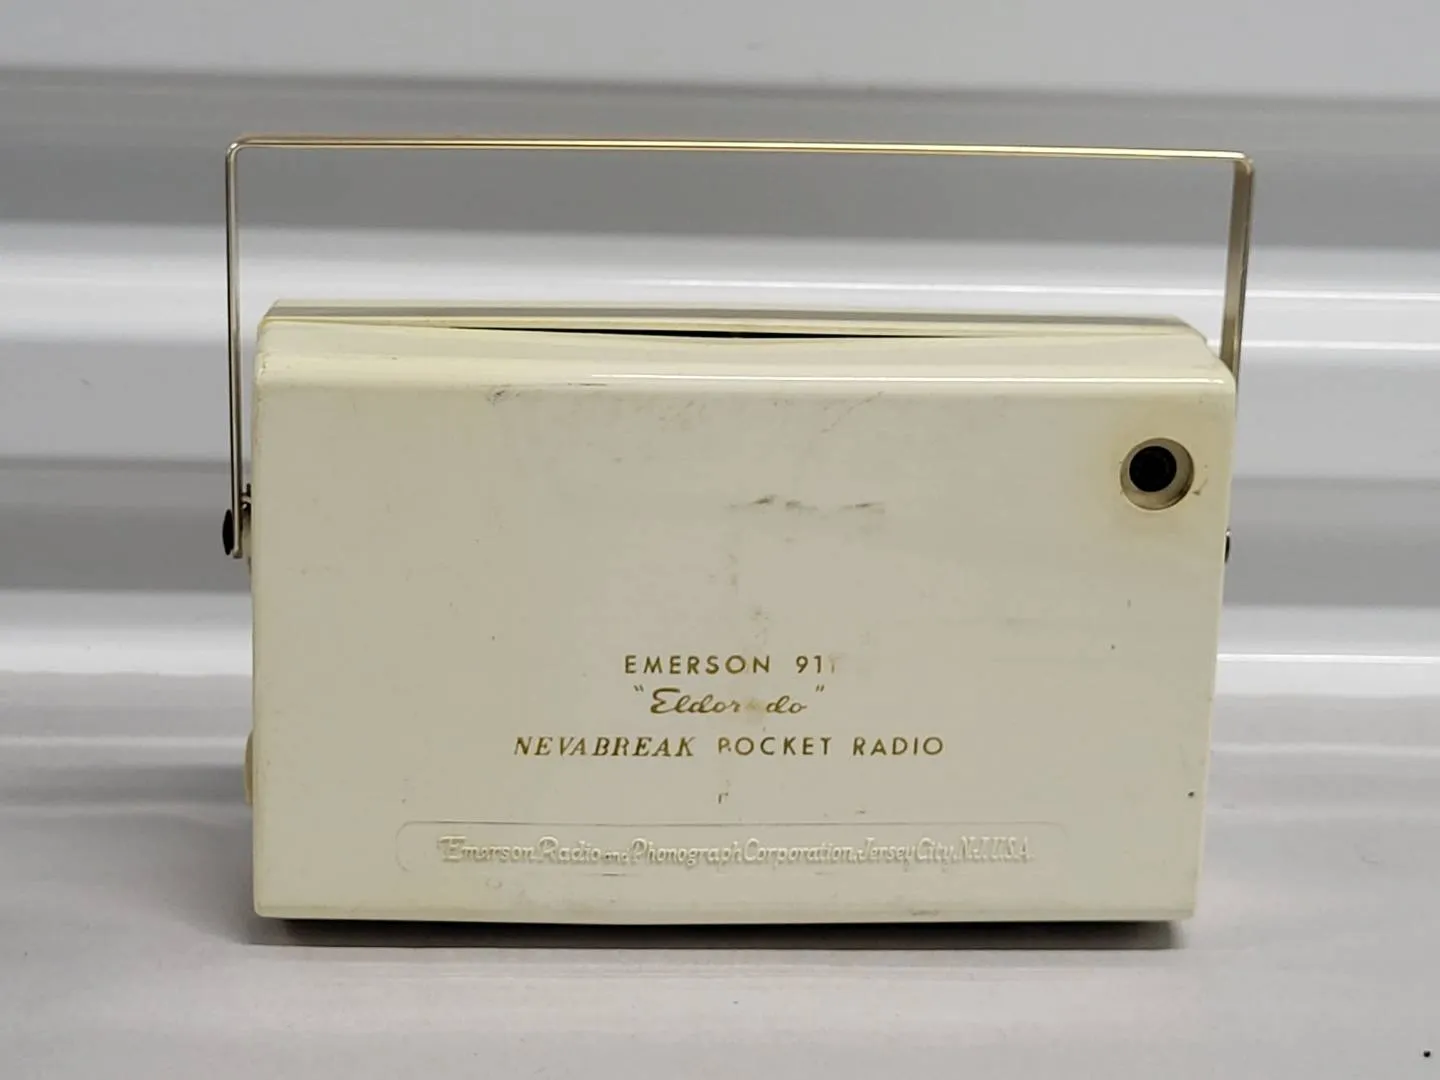 EMERSON 911
"Eldorado"
NEVABREAK POCKET RADIO
Emerson Radio and Phonograph Corporation, Jersey City, N.J. U.S.A.